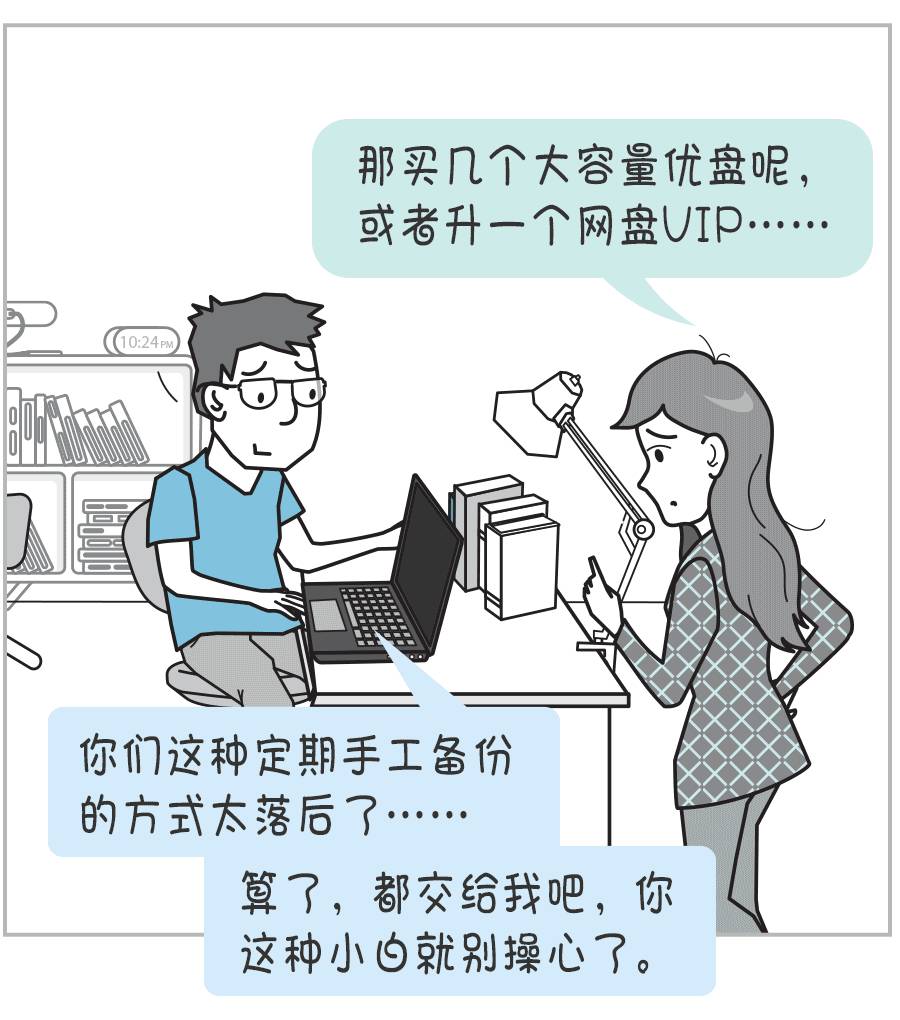 那买几个大容量优盘呢，
或者升一个网盘VIP……
10:24 PM
你们这种定期手工备份
的方式太落后了……
算了，都交给我吧，你
这种小白就别操心了。